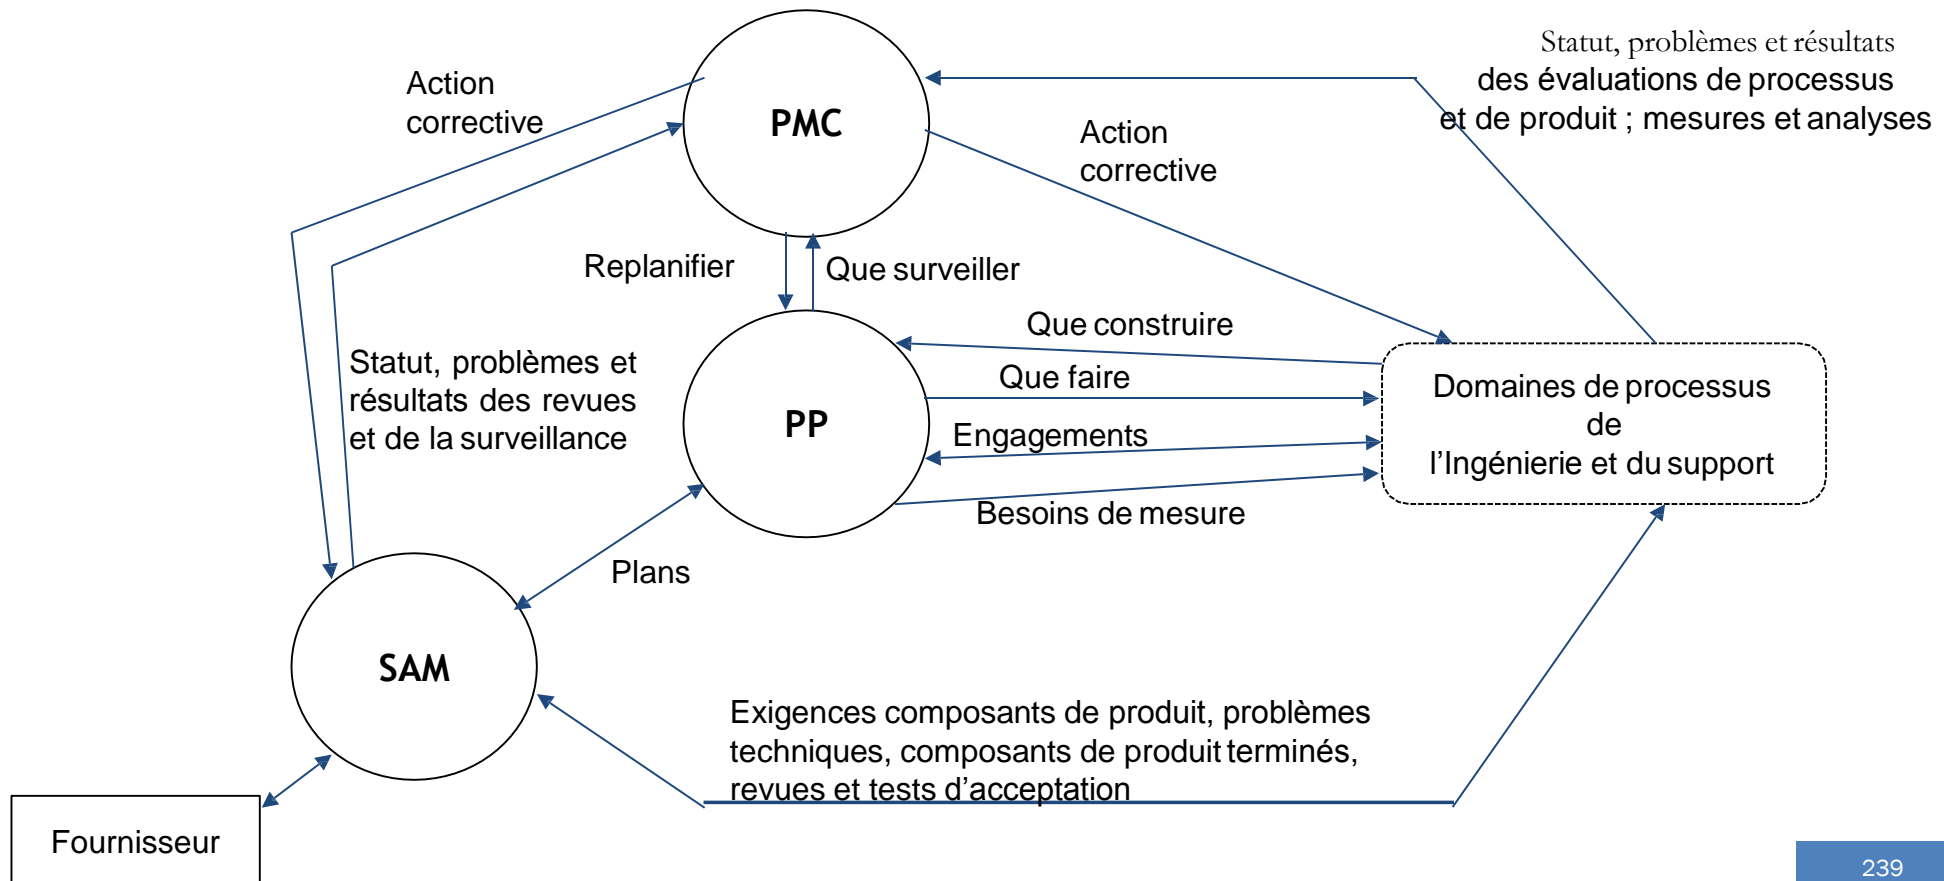 Statut, problèmes et résultats
des évaluations de processus
et de produit ; mesures et analyses
Action
corrective
PMC
Action
corrective
Replanifier
Que surveiller
Que construire
Statut, problèmes et
résultats des revues
et de la surveillance
Que faire
Domaines de processus
de
l’Ingénierie et du support
PP
Engagements
Besoins de mesure
Plans
SAM
Exigences composants de produit, problèmes
techniques, composants de produit terminés,
revues et tests d’acceptation
Fournisseur
239